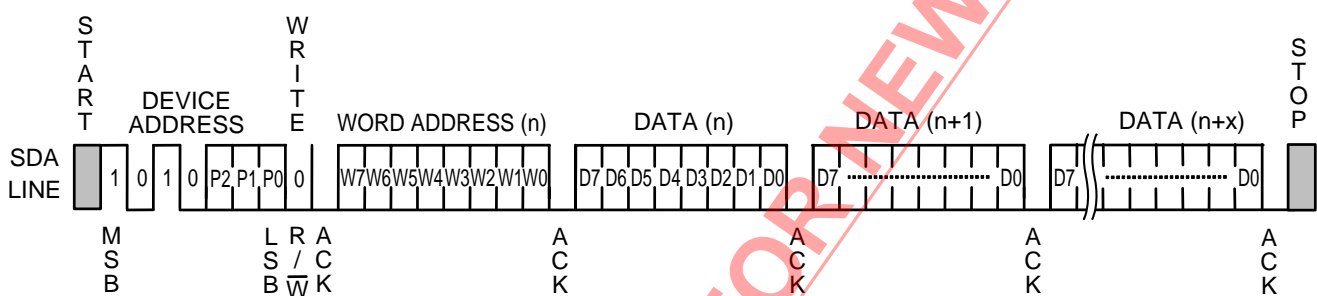 START
WRITE
STOP
DEVICE
ADDRESS
WORD ADDRESS (n)
DATA (n)
DATA (n+1)
DATA (n+x)
SDA
LINE
1 0 1 0 P2 P1 P0 0 W7 W6 W5 W4 W3 W2 W1 W0 D7 D6 D5 D4 D3 D2 D1 D0 D7 D0 D7 D0
MSB
LSB
R/W̅
ACK
ACK
ACK
ACK
ACK
FOR NEW